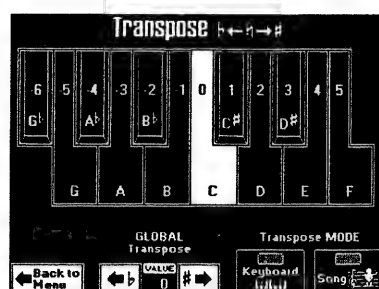 Transpose ♭←♮→♯
-6 -5 -4 -3 -2 -1 0 1 2 3 4 5
G♭ A♭ B♭ C♯ D♯
G A B C D E F
GLOBAL Transpose MODE
Transpose
Back to VALUE Keyboard Song
Menu ♭ 0 ♯